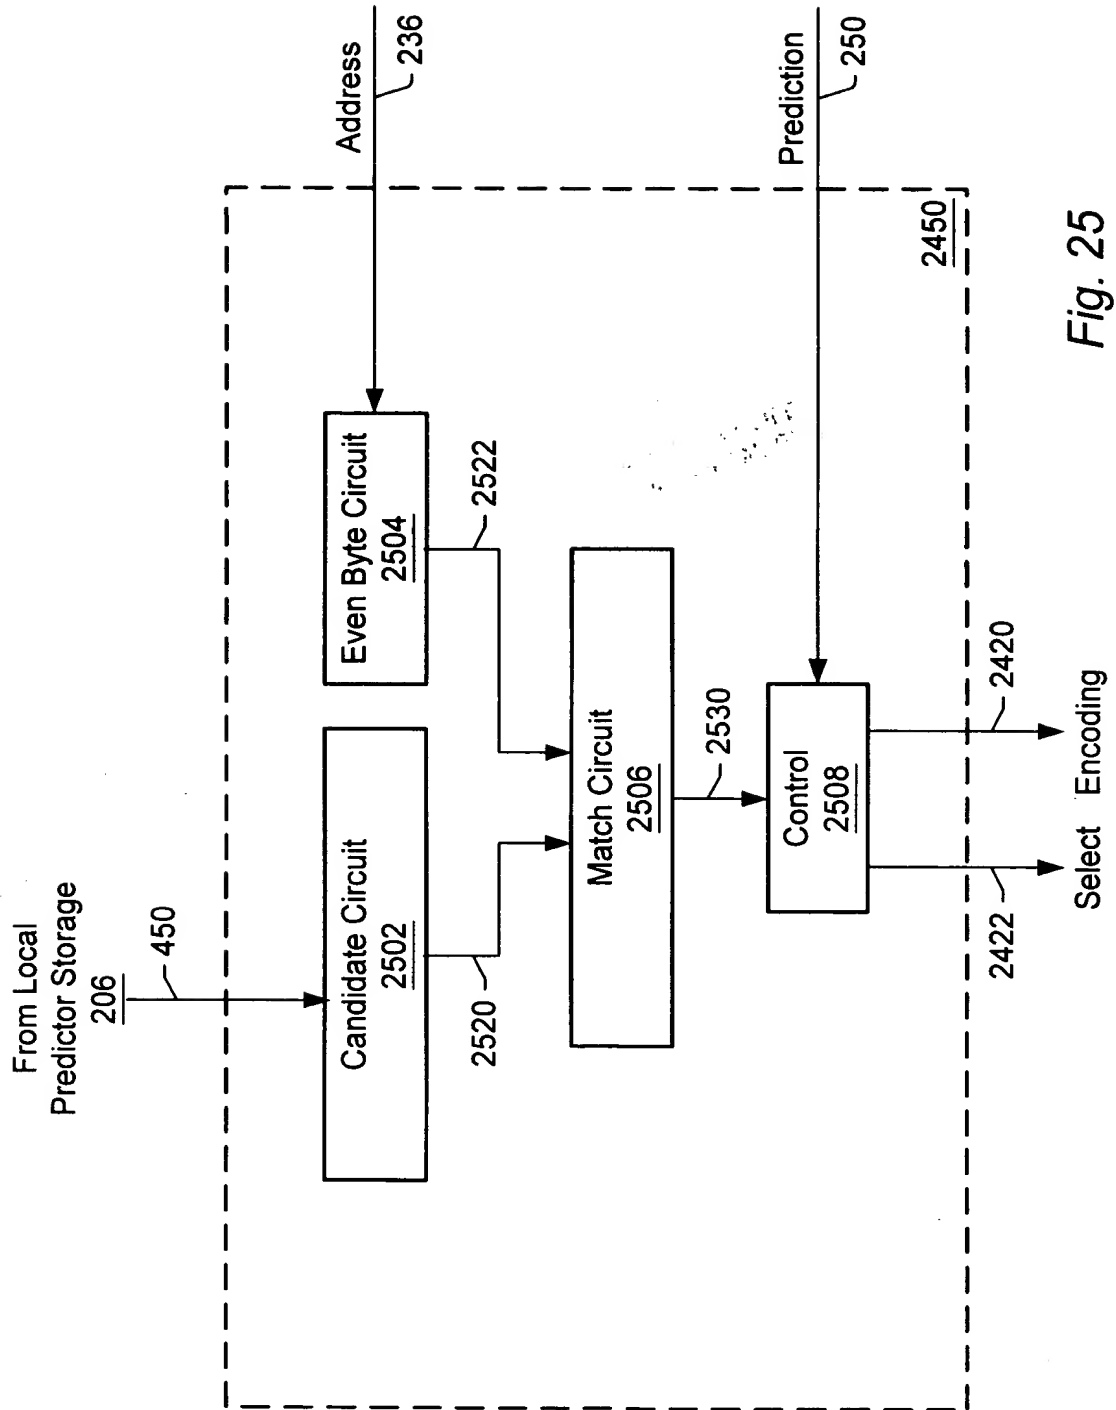 From Local
Predictor Storage
206
450
Address
236
Candidate Circuit
2502
Even Byte Circuit
2504
2520
2522
Match Circuit
2506
2530
Prediction
250
Control
2508
2422
2420
Select
Encoding
2450
Fig. 25